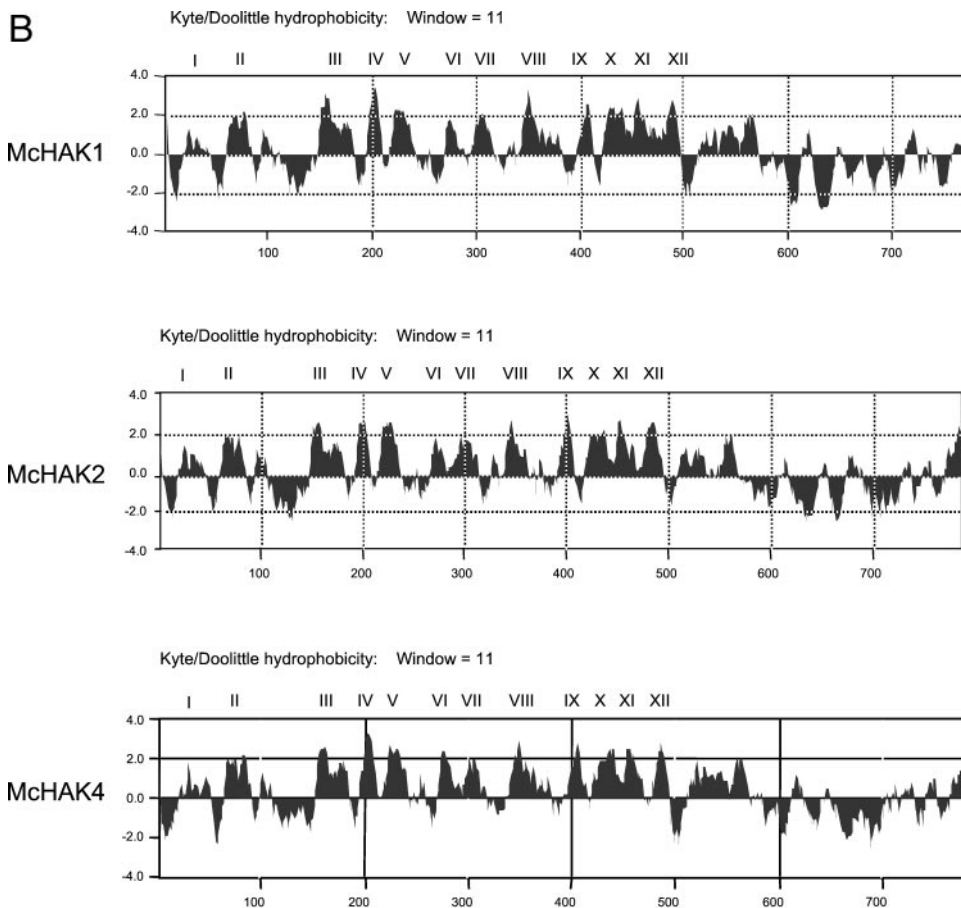 B
Kyte/Doolittle hydrophobicity: Window = 11
I II III IV V VI VII VIII IX X XI XII
McHAK1
4.0
2.0
0.0
-2.0
-4.0
100 200 300 400 500 600 700
Kyte/Doolittle hydrophobicity: Window = 11
I II III IV V VI VII VIII IX X XI XII
McHAK2
4.0
2.0
0.0
-2.0
-4.0
100 200 300 400 500 600 700
Kyte/Doolittle hydrophobicity: Window = 11
I II III IV V VI VII VIII IX X XI XII
McHAK4
4.0
2.0
0.0
-2.0
-4.0
100 200 300 400 500 600 700